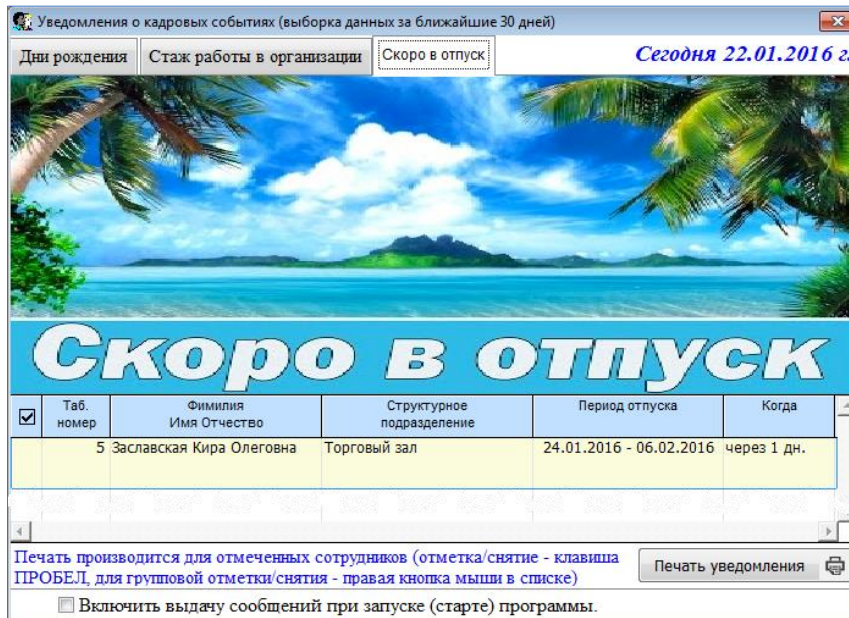 Уведомления о кадровых событиях (выборка данных за ближайшие 30 дней)
Дни рождения Стаж работы в организации Скоро в отпуск Сегодня 22.01.2016 г.
Скоро в отпуск
Таб. номер Фамилия Имя Отчество Структурное подразделение Период отпуска Когда
5 Заславская Кира Олеговна Торговый зал 24.01.2016 - 06.02.2016 через 1 дн.
Печать производится для отмеченных сотрудников (отметка/снятие - клавиша
ПРОБЕЛ, для групповой отметки/снятия - правая кнопка мыши в списке)
Печать уведомления
Включить выдачу сообщений при запуске (старте) программы.